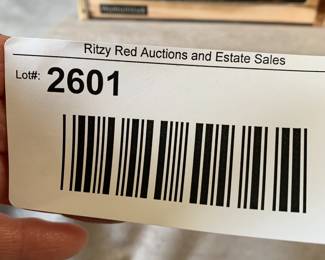 Ritzy Red Auctions and Estate Sales
Lot#: 2601